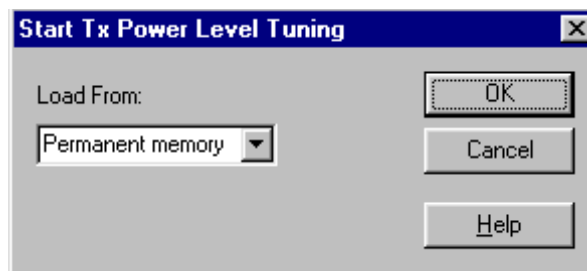 Start Tx Power Level Tuning
Load From:
OK
Permanent memory
Cancel
Help